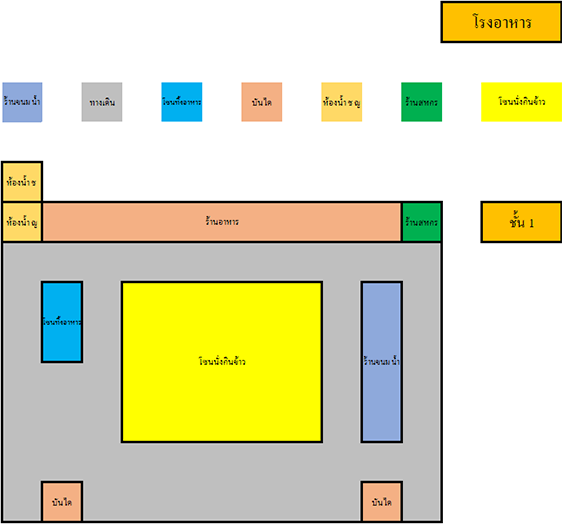 โรงอาหาร
ร้านขนม น้ำ ทางเดิน โซนทิ้งอาหาร บันได ห้องน้ำ ช ญ ร้านสหกร โซนนั่งกินข้าว
ห้องน้ำ ช
ห้องน้ำ ญ ร้านอาหาร ร้านสหกร ชั้น 1
โซนทิ้งอาหาร โซนนั่งกินข้าว ร้านขนม น้ำ
บันได บันได